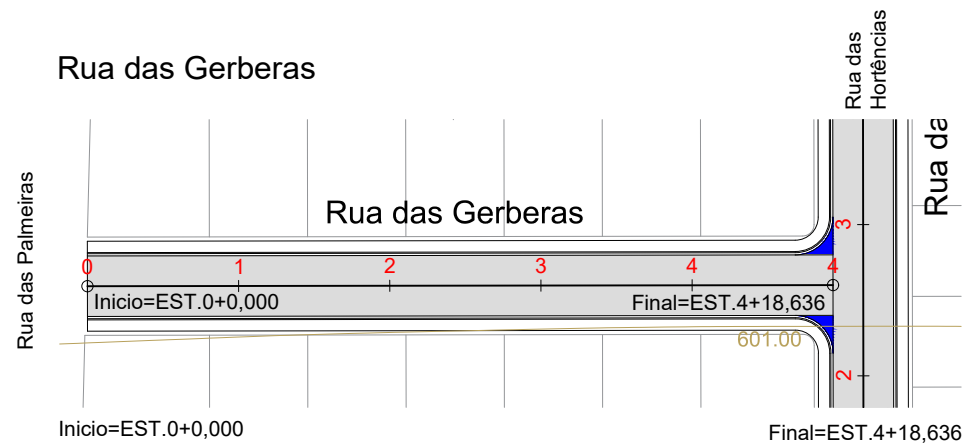 Rua das Gerberas
Rua das
Hortências
Rua da
Rua das Palmeiras
Rua das Gerberas
3
0
1
2
3
4
4
Inicio=EST.0+0,000
Final=EST.4+18,636
601.00
2
Inicio=EST.0+0,000
Final=EST.4+18,636